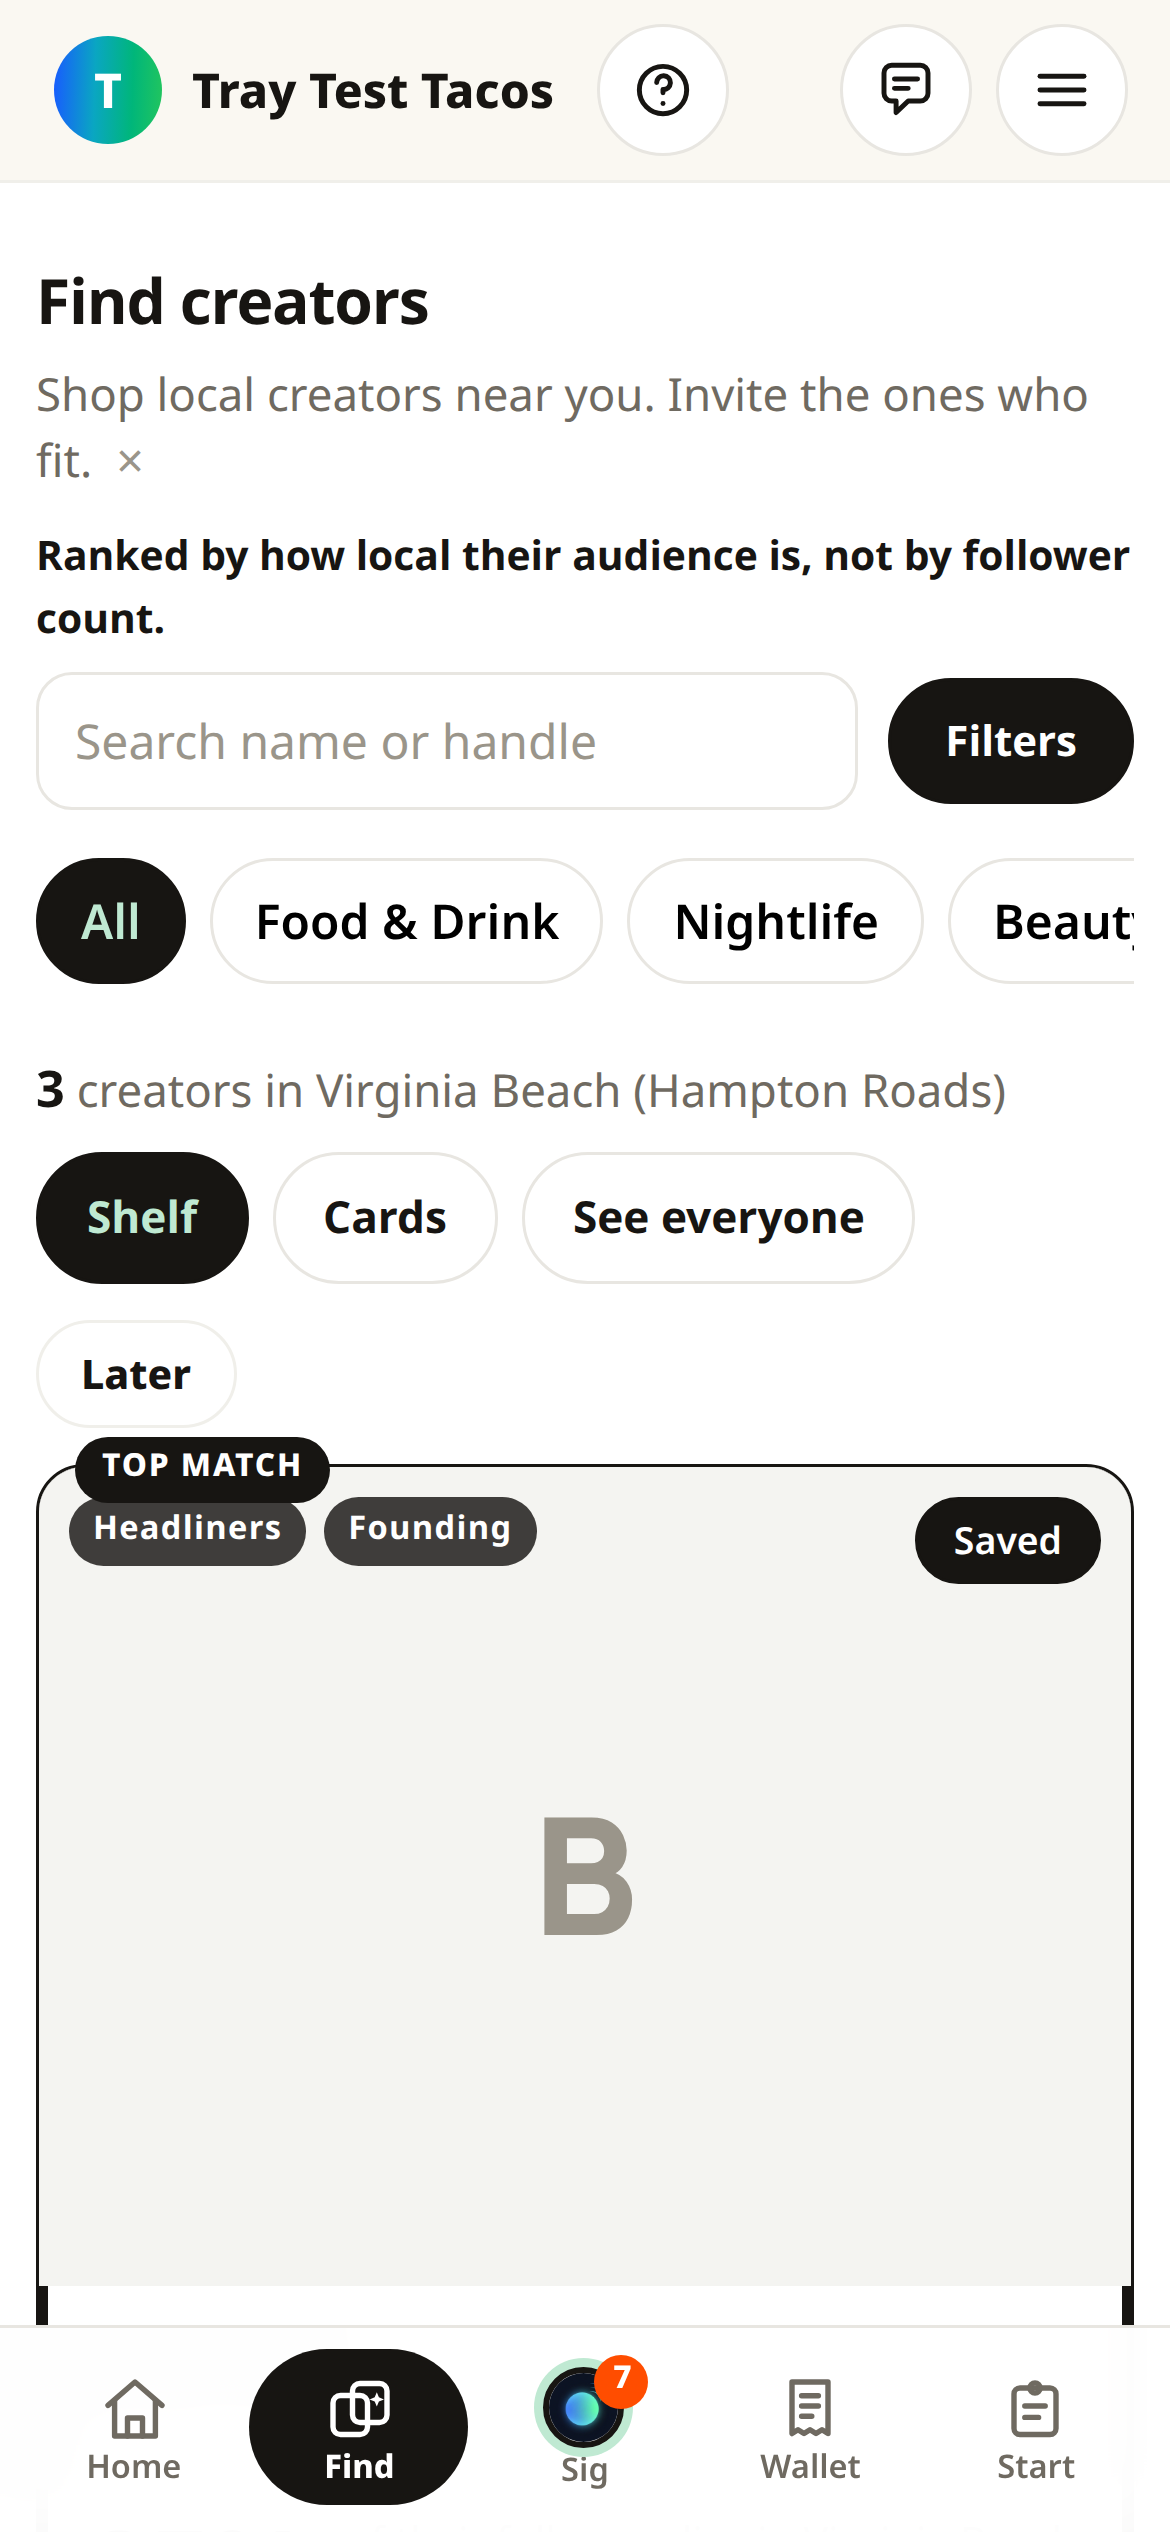 T
Tray Test Tacos
Find creators
Shop local creators near you. Invite the ones who
fit. ×
Ranked by how local their audience is, not by follower
count.
Search name or handle
Filters
All
Food & Drink
Nightlife
Beauty
3 creators in Virginia Beach (Hampton Roads)
Shelf
Cards
See everyone
Later
TOP MATCH
Headliners
Founding
Saved
B
7
Home
Find
Sig
Wallet
Start